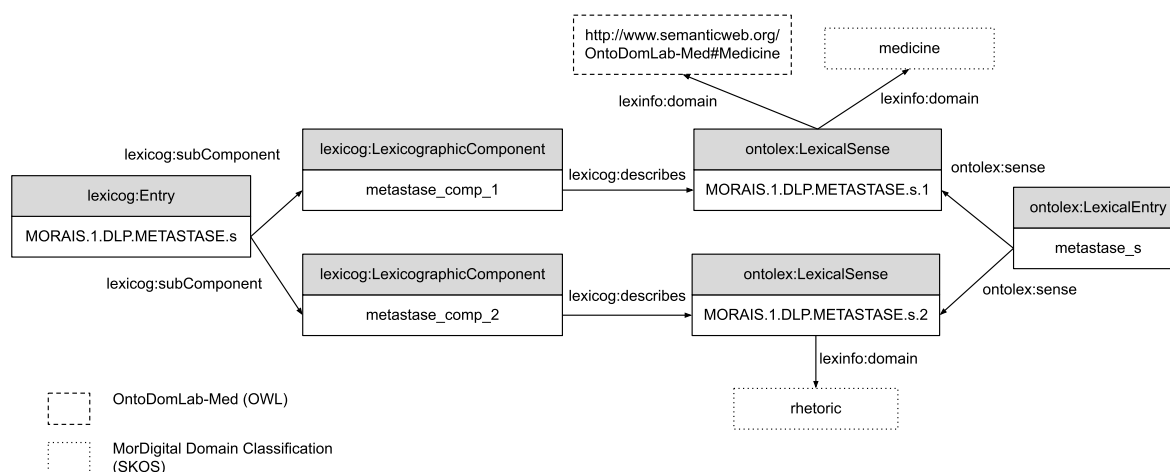 http://www.semanticweb.org/
OntoDomLab-Med#Medicine
medicine
lexinfo:domain
lexinfo:domain
lexicog:subComponent
lexicog:LexicographicComponent
metastase_comp_1
lexicog:describes
ontolex:LexicalSense
MORAIS.1.DLP.METASTASE.s.1
ontolex:sense
lexicog:Entry
MORAIS.1.DLP.METASTASE.s
ontolex:LexicalEntry
metastase_s
lexicog:subComponent
lexicog:LexicographicComponent
metastase_comp_2
lexicog:describes
ontolex:LexicalSense
MORAIS.1.DLP.METASTASE.s.2
ontolex:sense
lexinfo:domain
rhetoric
OntoDomLab-Med (OWL)
MorDigital Domain Classification
(SKOS)